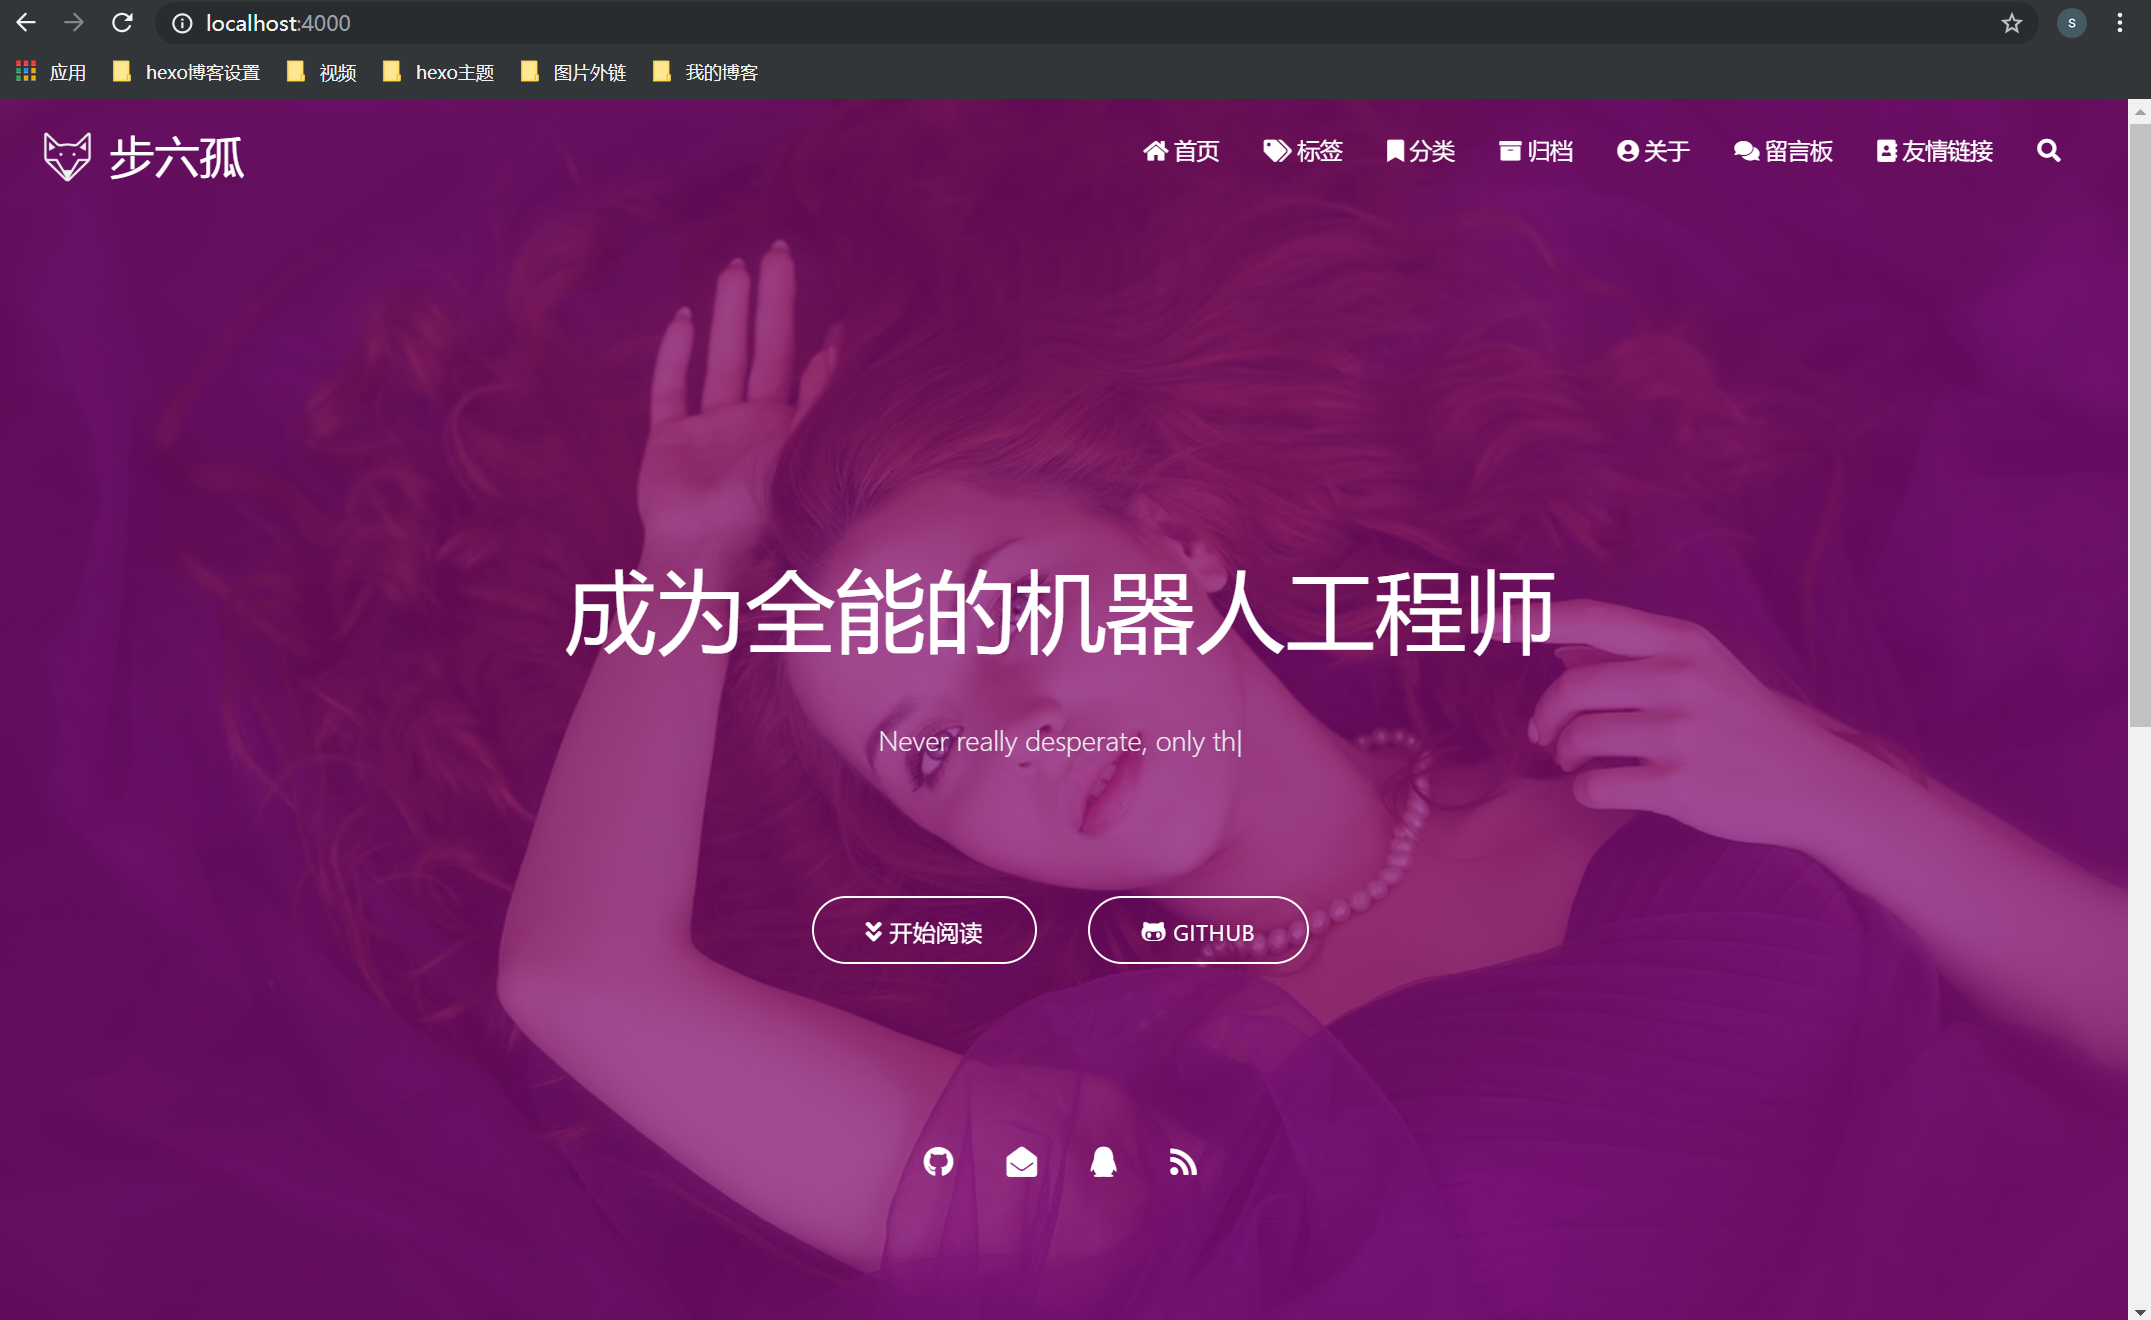 localhost:4000
S
应用 hexo博客设置 视频 hexo主题 图片外链 我的博客
步六孤 首页 标签 分类 归档 关于 留言板 友情链接
成为全能的机器人工程师
Never really desperate, only th|
开始阅读 GITHUB